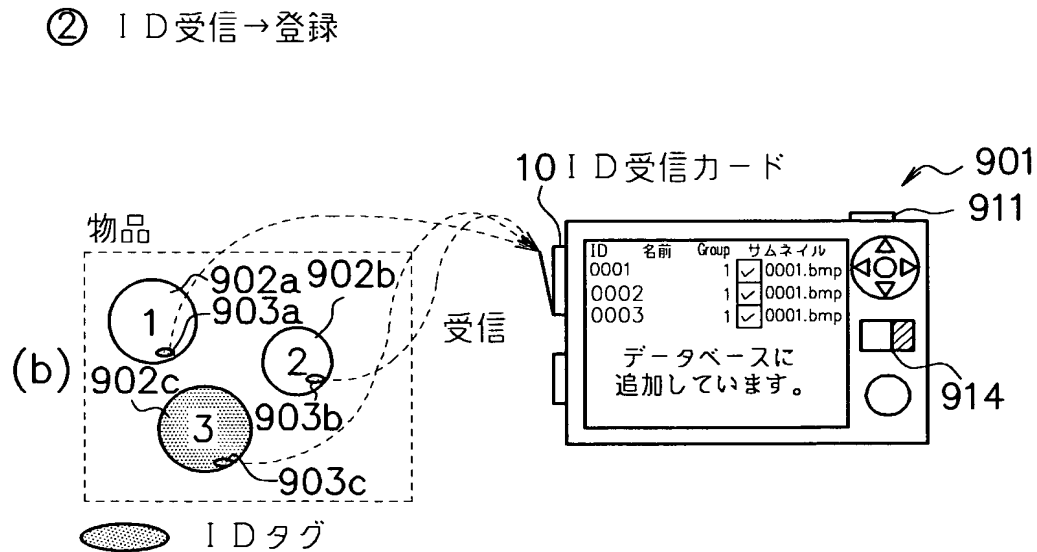 ② ID受信→登録
10 ID受信カード
901
911
物品
902a
902b
903a
1
2
受信
(b)
902c
3
903b
903c
ID 名前 Group サムネイル
0001 1 ✓ 0001.bmp
0002 1 ✓ 0001.bmp
0003 1 ✓ 0001.bmp
データベースに
追加しています。
914
IDタグ